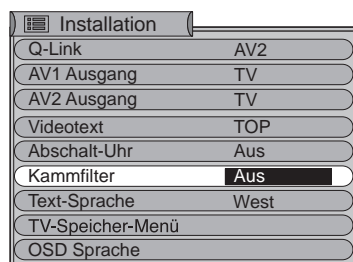 Installation
Q-Link AV2
AV1 Ausgang TV
AV2 Ausgang TV
Videotext TOP
Abschalt-Uhr Aus
Kammfilter Aus
Text-Sprache West
TV-Speicher-Menü
OSD Sprache